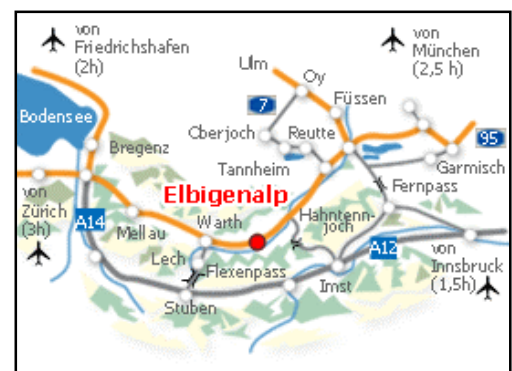 von
Friedrichshafen
(2h)
von
München
(2,5 h)
Ulm
Oy
7
Füssen
Bodensee
Oberjoch
Reutte
95
Bregenz
Tannheim
Garmisch
Elbigenalp
Fernpass
von
Zürich
(3h)
A14
Mellau
Warth
Hahntenn-
joch
A12
Lech
Flexenpass
von
Innsbruck
(1,5h)
Imst
Stuben